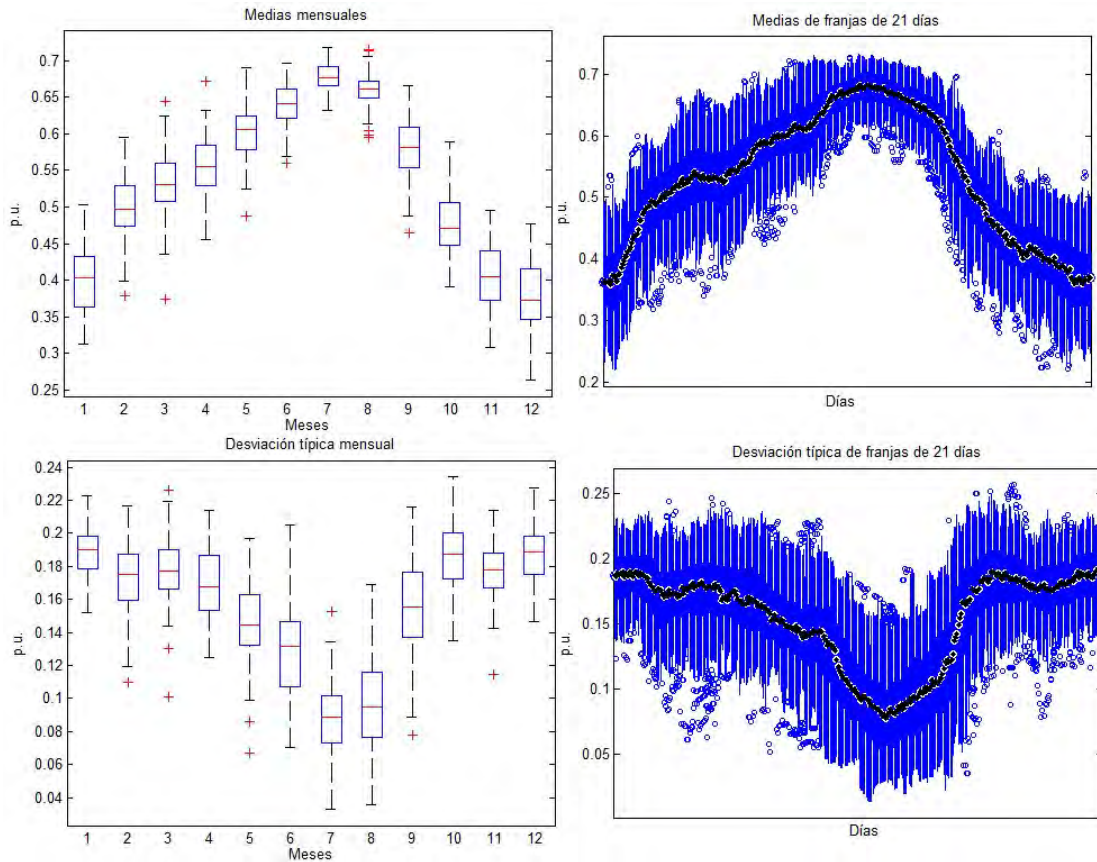 Medias mensuales
0.7
0.65
0.6
0.55
0.5
0.45
0.4
0.35
0.3
0.25
p.u.
1 2 3 4 5 6 7 8 9 10 11 12
Meses
Medias de franjas de 21 días
0.7
0.6
0.5
0.4
0.3
0.2
p.u.
Días
Desviación típica mensual
0.24
0.22
0.2
0.18
0.16
0.14
0.12
0.1
0.08
0.06
0.04
p.u.
1 2 3 4 5 6 7 8 9 10 11 12
Meses
Desviación típica de franjas de 21 días
0.25
0.2
0.15
0.1
0.05
p.u.
Días